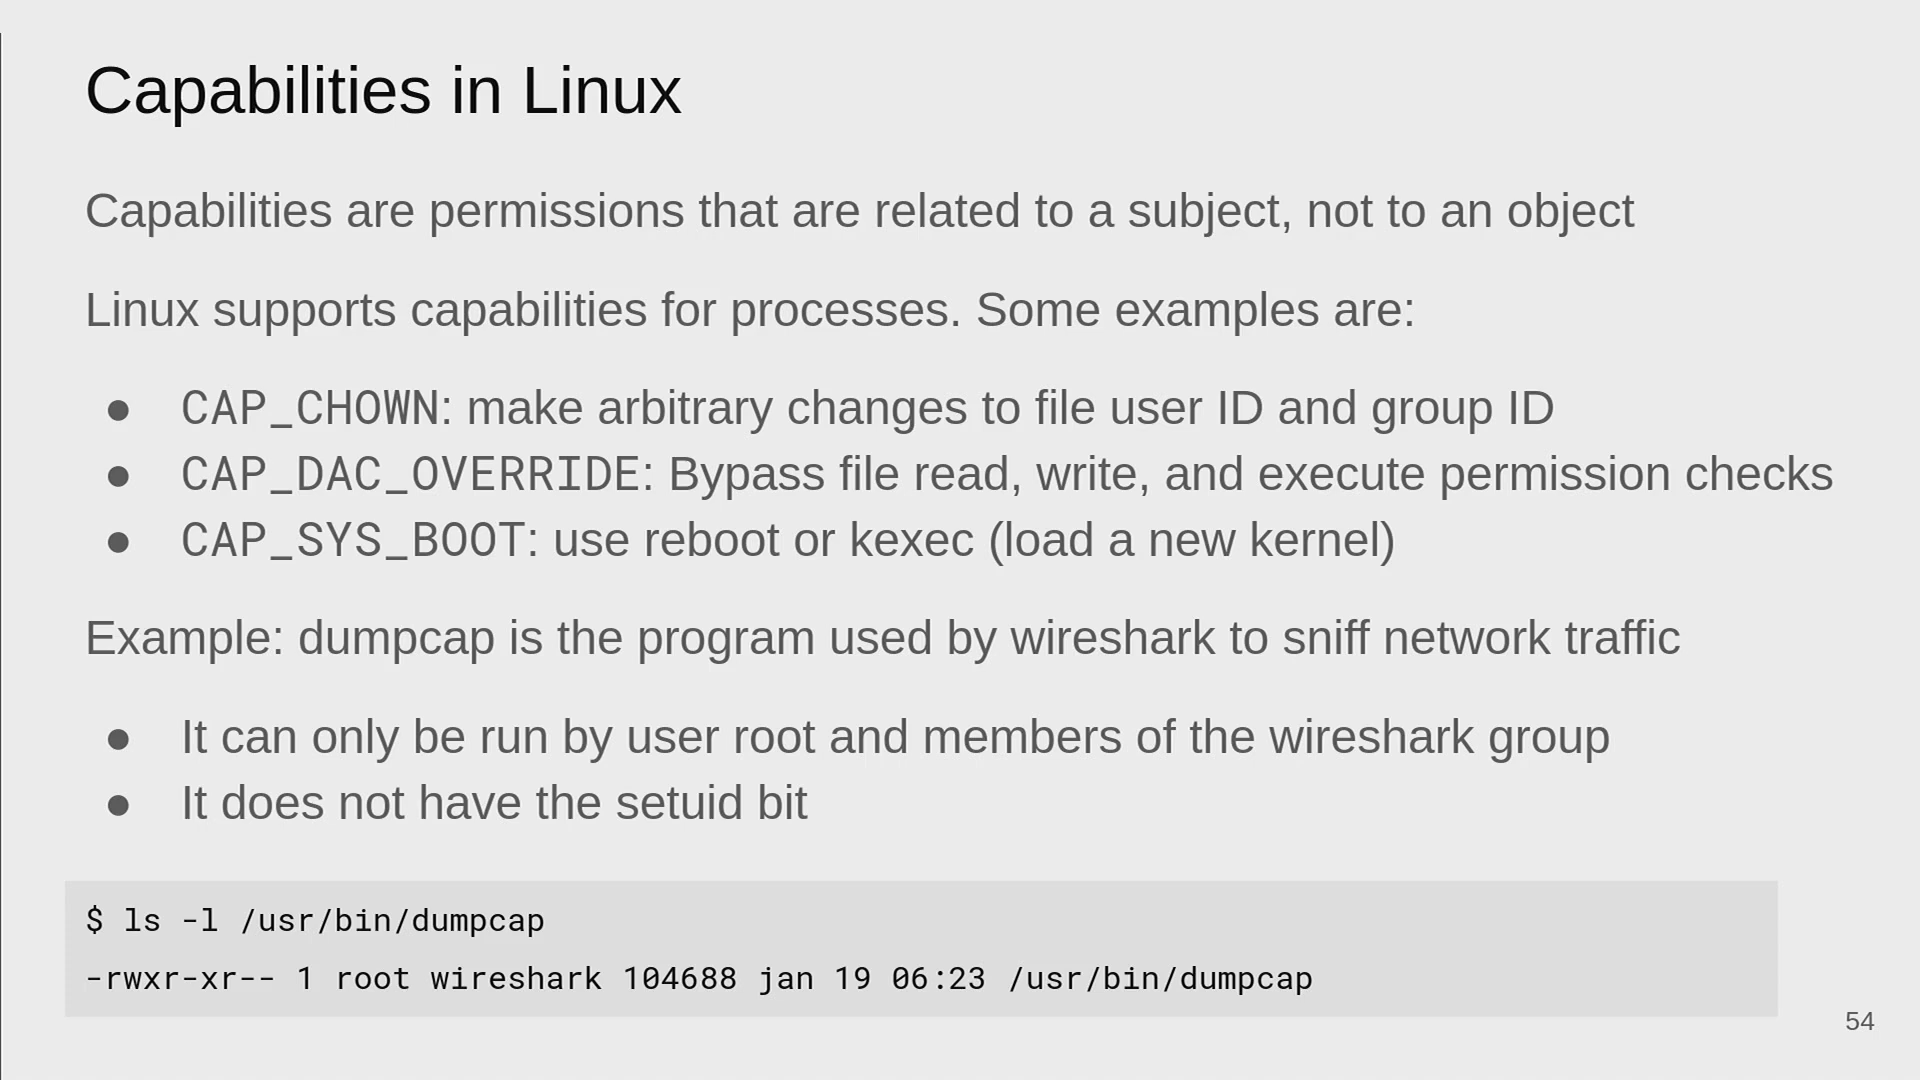 Capabilities in Linux
Capabilities are permissions that are related to a subject, not to an object
Linux supports capabilities for processes. Some examples are:
● CAP_CHOWN: make arbitrary changes to file user ID and group ID
● CAP_DAC_OVERRIDE: Bypass file read, write, and execute permission checks
● CAP_SYS_BOOT: use reboot or kexec (load a new kernel)
Example: dumpcap is the program used by wireshark to sniff network traffic
● It can only be run by user root and members of the wireshark group
● It does not have the setuid bit
$ ls -l /usr/bin/dumpcap
-rwxr-xr-- 1 root wireshark 104688 jan 19 06:23 /usr/bin/dumpcap
54